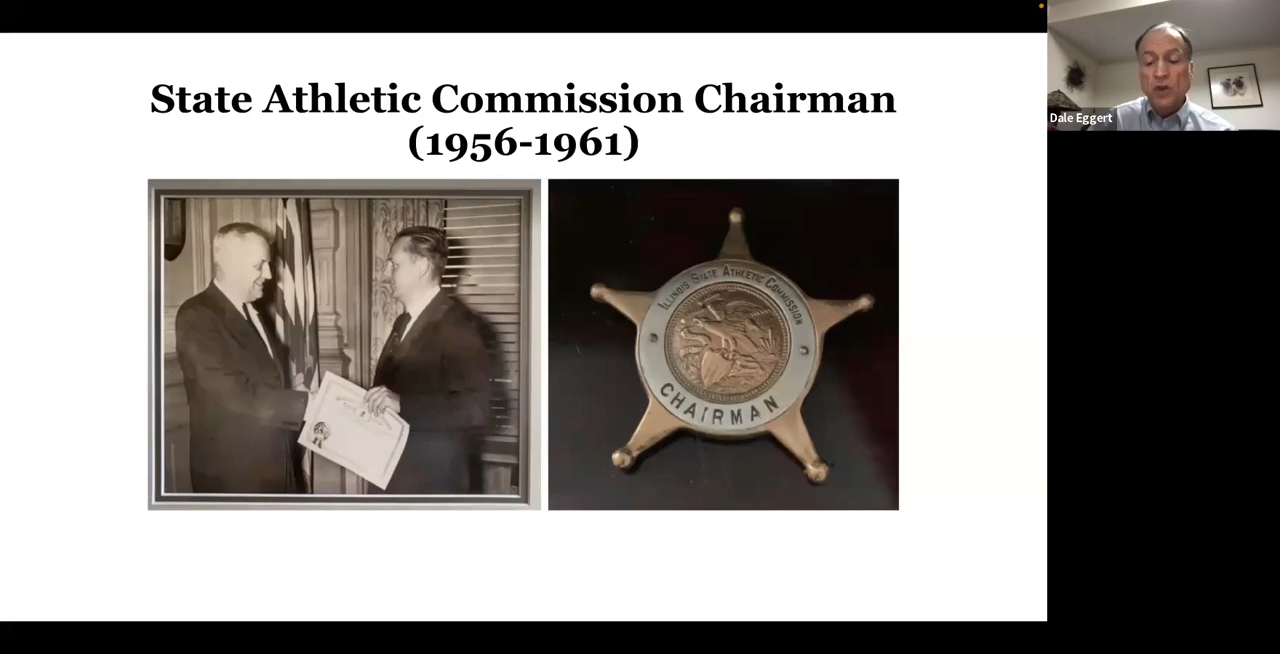 State Athletic Commission Chairman
(1956-1961)
Dale Eggert
ILLINOIS STATE ATHLETIC COMMISSION
CHAIRMAN